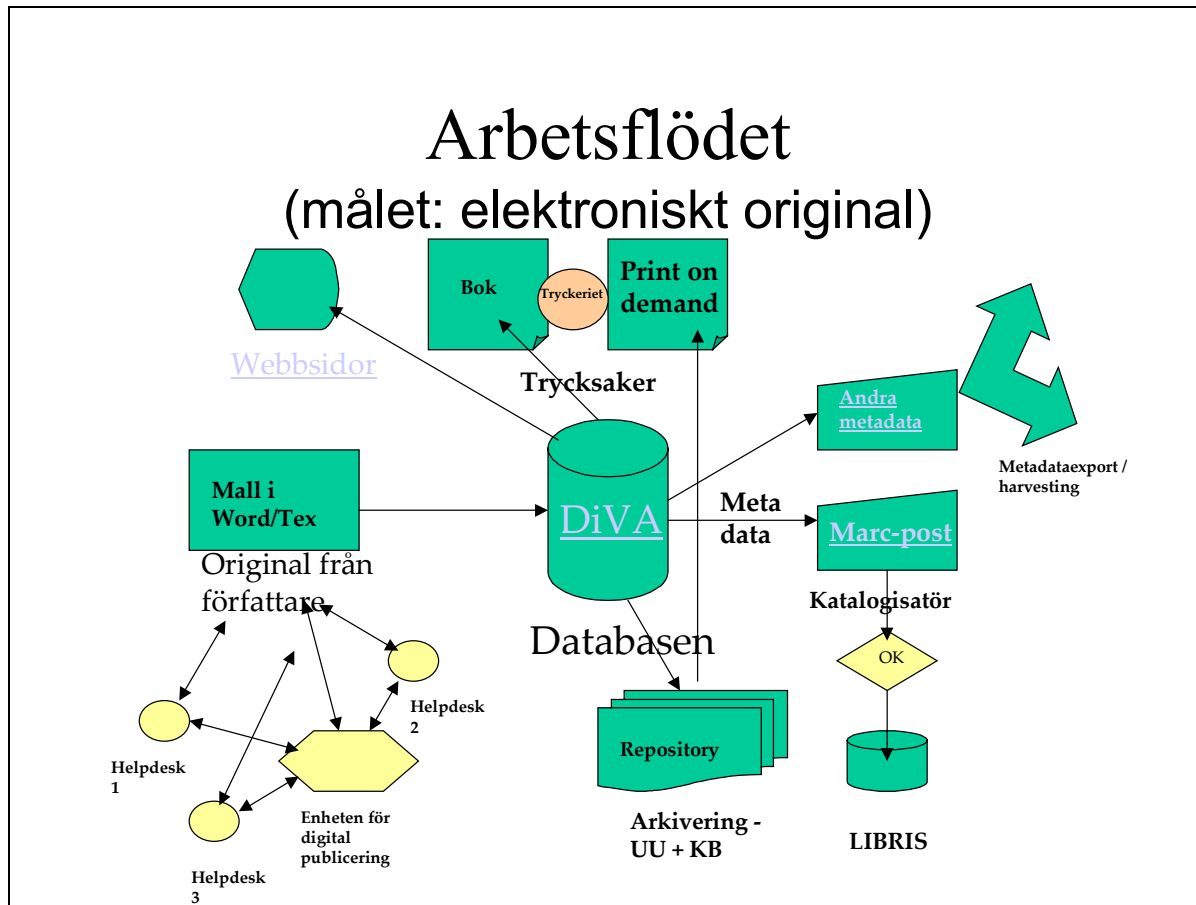 Arbetsflödet
(målet: elektroniskt original)
Bok
Tryckeriet
Print on
demand
Webbsidor
Trycksaker
Andra
metadata
Metadataexport /
harvesting
Mall i
Word/Tex
DiVA
Meta
data
Marc-post
Original från
författare
Katalogisatör
Databasen
OK
Helpdesk
2
Repository
Helpdesk
1
Enheten för
digital
publicering
Arkivering -
UU + KB
LIBRIS
Helpdesk
3